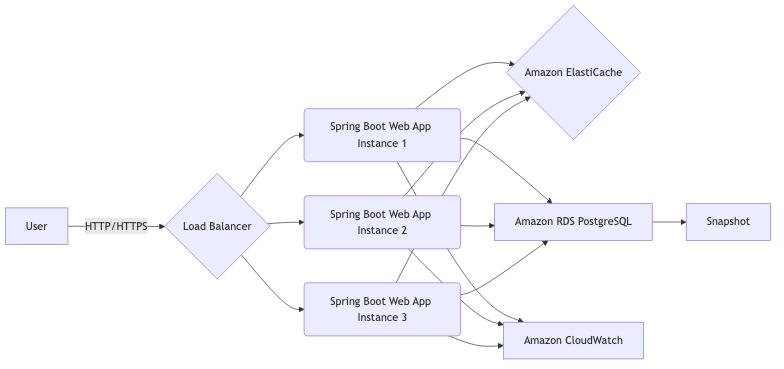 User
HTTP/HTTPS
Load Balancer
Spring Boot Web App
Instance 1
Spring Boot Web App
Instance 2
Spring Boot Web App
Instance 3
Amazon ElastiCache
Amazon RDS PostgreSQL
Amazon CloudWatch
Snapshot